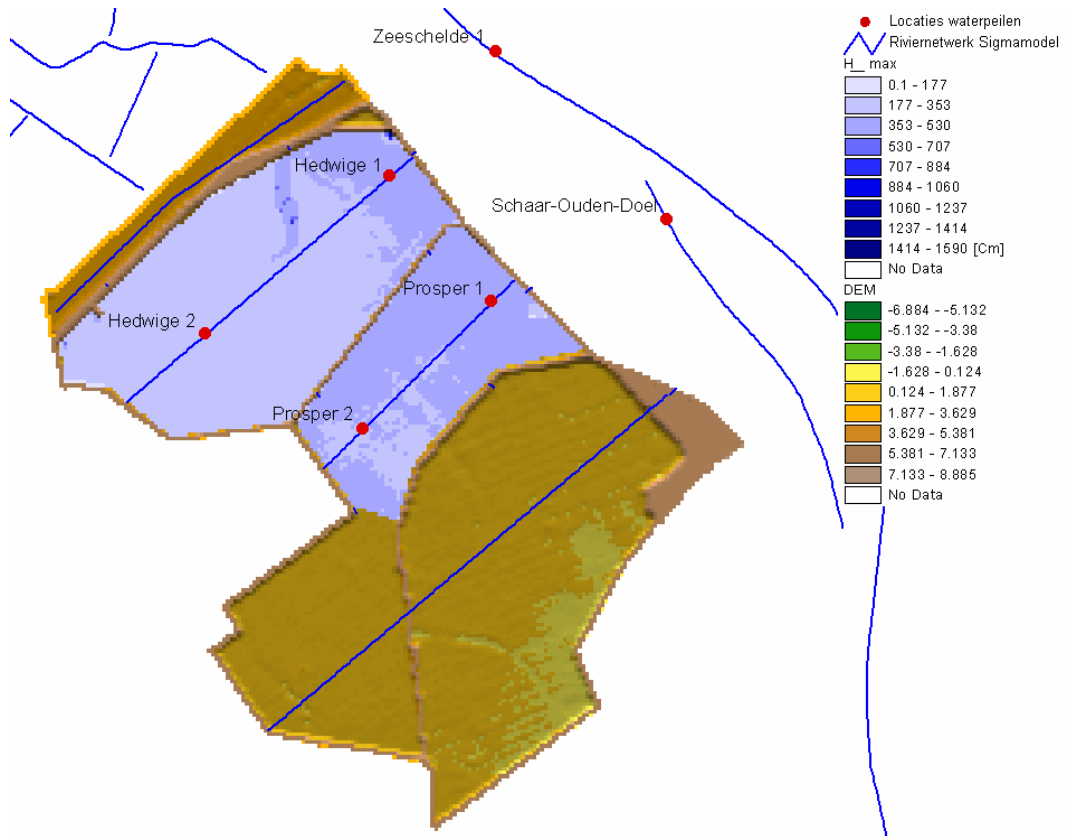 Zeeschelde 1
Hedwige 1
Schaar-Ouden-Doel
Prosper 1
Hedwige 2
Prosper 2
Locaties waterpeilen
Riviernetwerk Sigmamodel
H__ max
0.1 - 177
177 - 353
353 - 530
530 - 707
707 - 884
884 - 1060
1060 - 1237
1237 - 1414
1414 - 1590 [Cm]
No Data
DEM
-6.884 - -5.132
-5.132 - -3.38
-3.38 - -1.628
-1.628 - 0.124
0.124 - 1.877
1.877 - 3.629
3.629 - 5.381
5.381 - 7.133
7.133 - 8.885
No Data